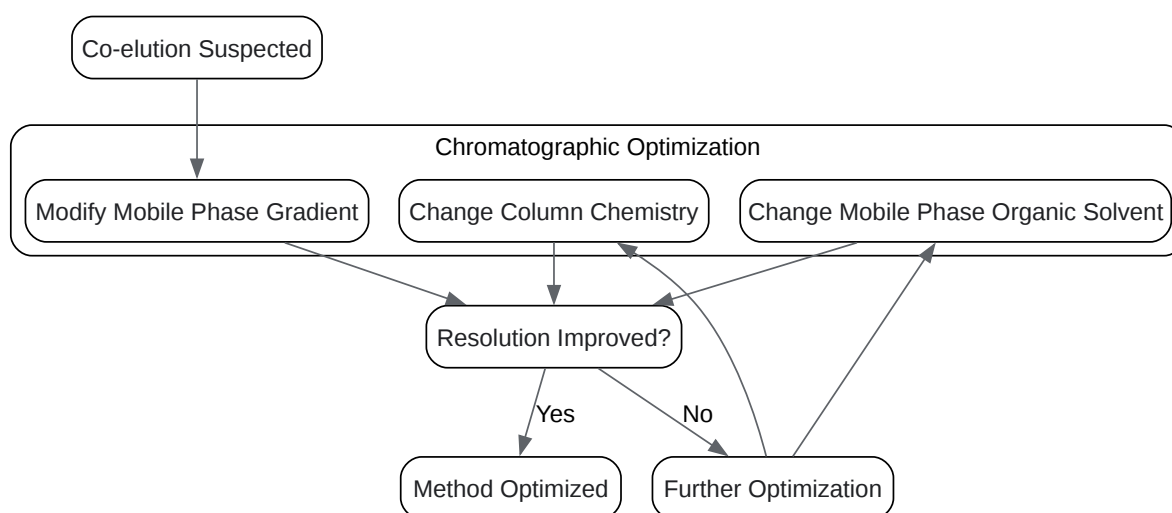 Co-elution Suspected
Chromatographic Optimization
Modify Mobile Phase Gradient
Change Column Chemistry
Change Mobile Phase Organic Solvent
Resolution Improved?
Yes
No
Method Optimized
Further Optimization